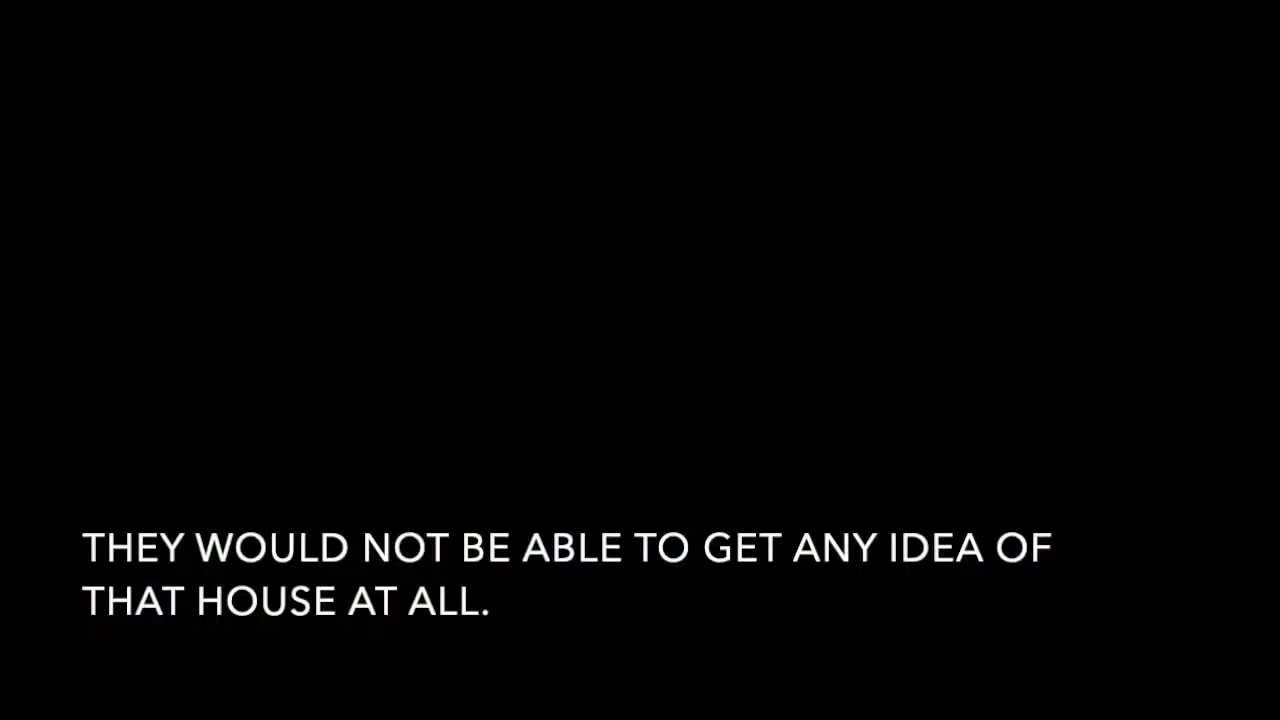 THEY WOULD NOT BE ABLE TO GET ANY IDEA OF
THAT HOUSE AT ALL.